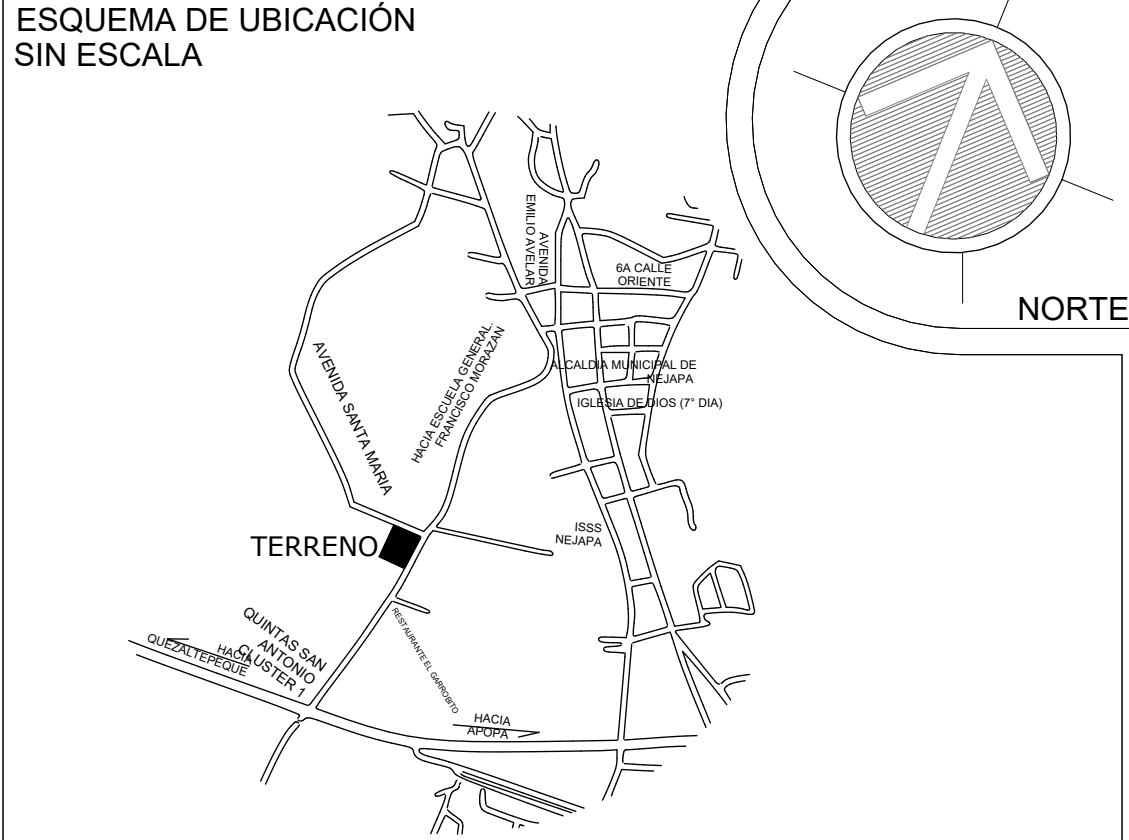 ESQUEMA DE UBICACIÓN
SIN ESCALA
NORTE
AVENIDA
EMILIO AVELAR
6A CALLE
ORIENTE
HACIA ESCUELA GENERAL.
FRANCISCO MORAZAN
AVENIDA SANTA MARIA
ALCALDIA MUNICIPAL DE
NEJAPA
IGLESIA DE DIOS (7° DIA)
ISSS
NEJAPA
TERRENO
QUINTAS SAN
ANTONIO
CLUSTER 1
HACIA
QUEZALTEPEQUE
RESTAURANTE EL GARROBITO
HACIA
APOPA